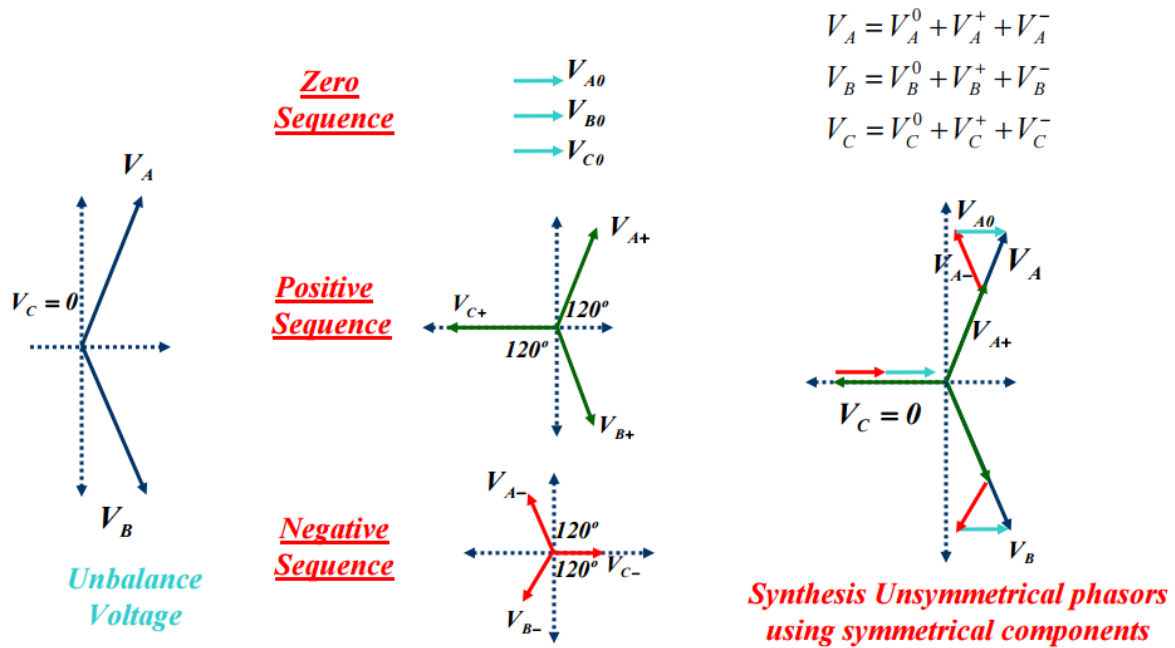 V_A = V_A^0 + V_A^+ + V_A^-
V_B = V_B^0 + V_B^+ + V_B^-
V_C = V_C^0 + V_C^+ + V_C^-
Zero
Sequence
V_A0
V_B0
V_C0
V_A
V_C = 0
V_B
Unbalance
Voltage
Positive
Sequence
V_A+
V_C+
120°
120°
V_B+
Negative
Sequence
V_A-
120°
120°
V_C-
V_B-
V_A0
V_A-
V_A
V_A+
V_C = 0
V_B
Synthesis Unsymmetrical phasors
using symmetrical components